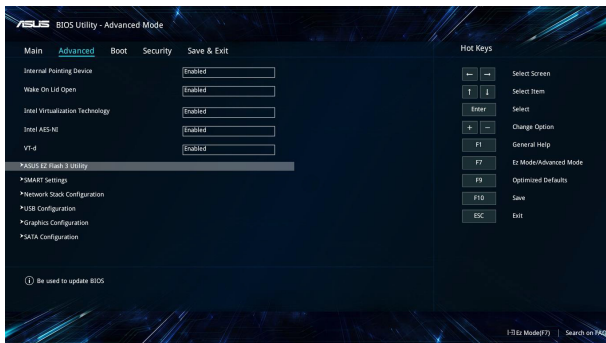 ASUS BIOS Utility - Advanced Mode
Main Advanced Boot Security Save & Exit
Internal Pointing Device Enabled
Wake On Lid Open Enabled
Intel Virtualization Technology Enabled
Intel AES-NI Enabled
VT-d Enabled
ASUS EZ Flash 3 Utility
SMART Settings
Network Stack Configuration
USB Configuration
Graphics Configuration
SATA Configuration
Be used to update BIOS
Hot Keys
← → Select Screen
↑ ↓ Select Item
Enter Select
+ − Change Option
F1 General Help
F7 Ez Mode/Advanced Mode
F9 Optimized Defaults
F10 Save
ESC Exit
Ez Mode(F7) | Search on FAQ